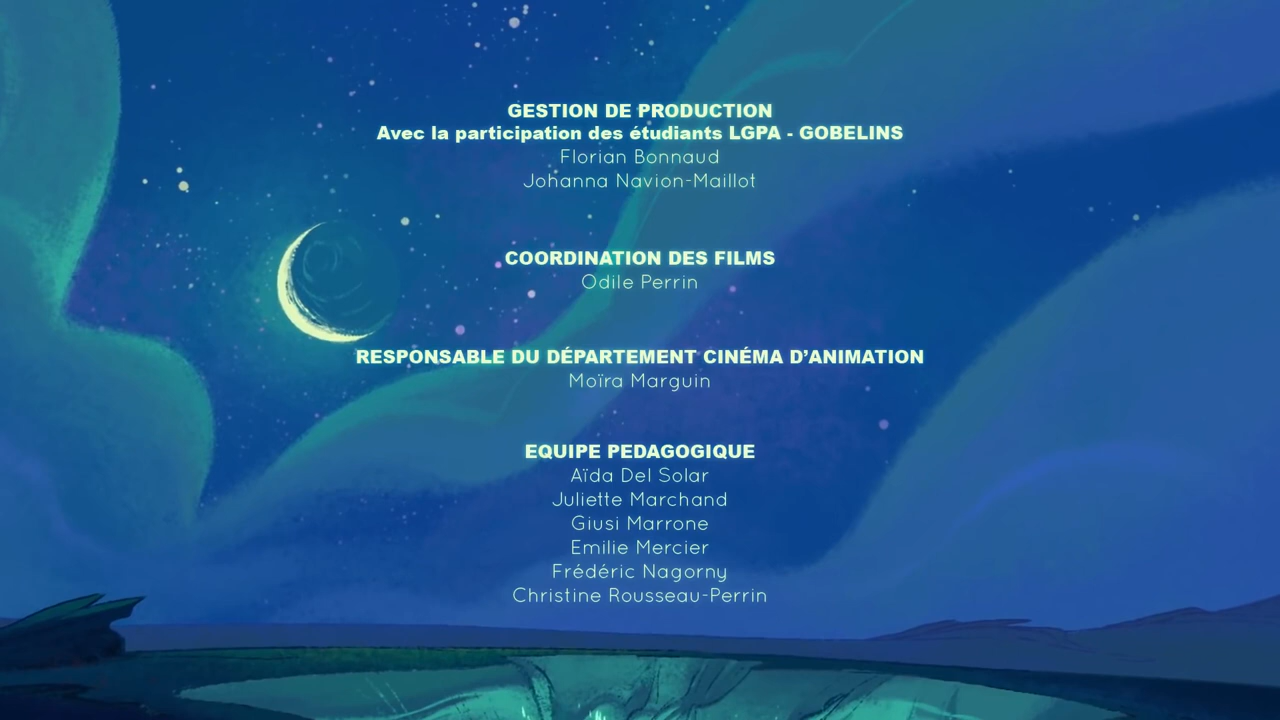 GESTION DE PRODUCTION
Avec la participation des étudiants LGPA - GOBELINS
Florian Bonnaud
Johanna Navion-Maillot
COORDINATION DES FILMS
Odile Perrin
RESPONSABLE DU DÉPARTEMENT CINÉMA D’ANIMATION
Moïra Marguin
EQUIPE PEDAGOGIQUE
Aïda Del Solar
Juliette Marchand
Giusi Marrone
Emilie Mercier
Frédéric Nagorny
Christine Rousseau-Perrin